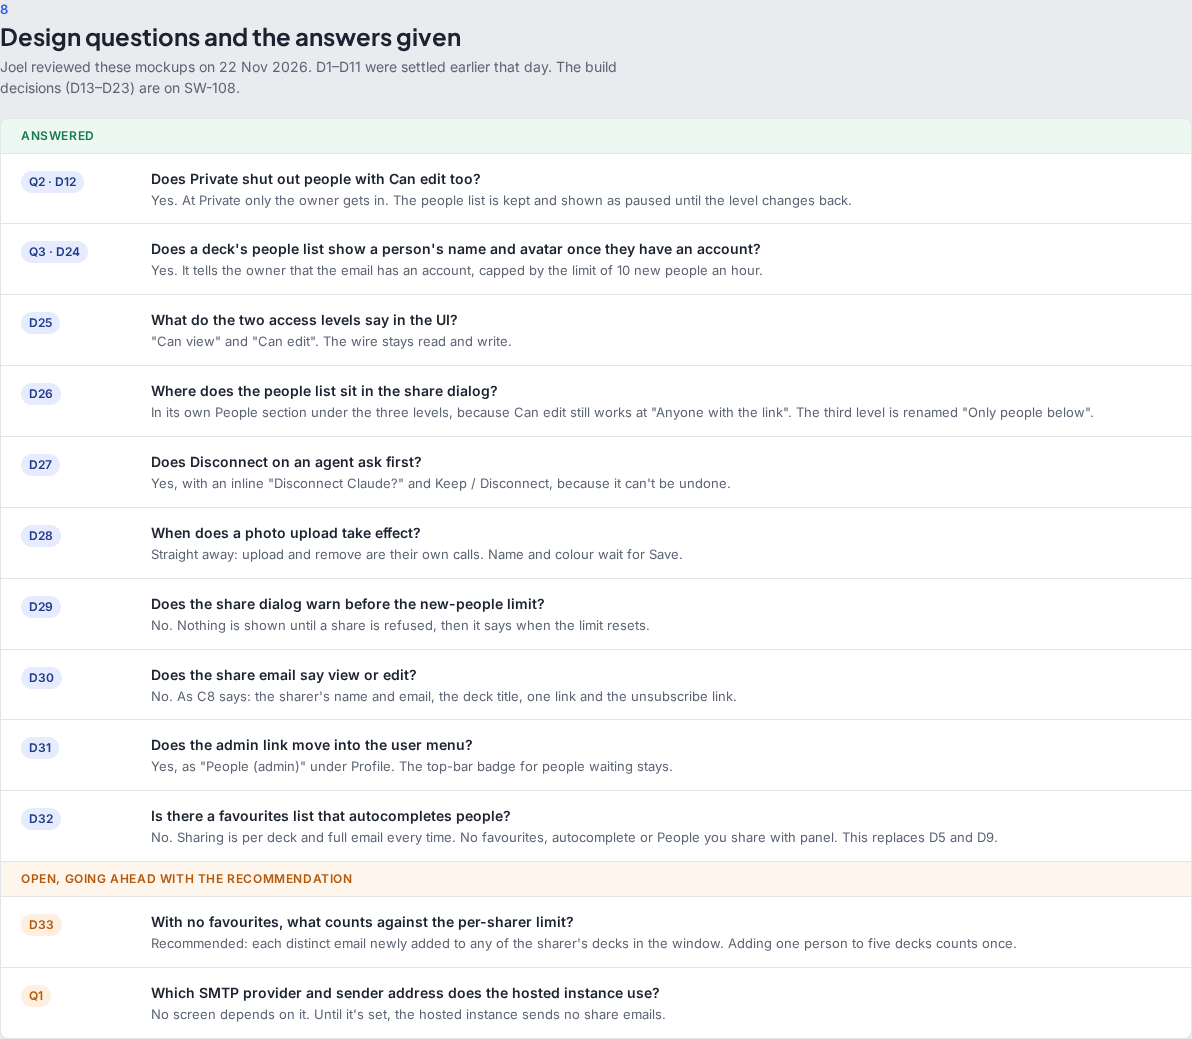 8
Design questions and the answers given
Joel reviewed these mockups on 22 Nov 2026. D1–D11 were settled earlier that day. The build
decisions (D13–D23) are on SW-108.
ANSWERED
Q2 · D12
Does Private shut out people with Can edit too?
Yes. At Private only the owner gets in. The people list is kept and shown as paused until the level changes back.
Q3 · D24
Does a deck's people list show a person's name and avatar once they have an account?
Yes. It tells the owner that the email has an account, capped by the limit of 10 new people an hour.
D25
What do the two access levels say in the UI?
"Can view" and "Can edit". The wire stays read and write.
D26
Where does the people list sit in the share dialog?
In its own People section under the three levels, because Can edit still works at "Anyone with the link". The third level is renamed "Only people below".
D27
Does Disconnect on an agent ask first?
Yes, with an inline "Disconnect Claude?" and Keep / Disconnect, because it can't be undone.
D28
When does a photo upload take effect?
Straight away: upload and remove are their own calls. Name and colour wait for Save.
D29
Does the share dialog warn before the new-people limit?
No. Nothing is shown until a share is refused, then it says when the limit resets.
D30
Does the share email say view or edit?
No. As C8 says: the sharer's name and email, the deck title, one link and the unsubscribe link.
D31
Does the admin link move into the user menu?
Yes, as "People (admin)" under Profile. The top-bar badge for people waiting stays.
D32
Is there a favourites list that autocompletes people?
No. Sharing is per deck and full email every time. No favourites, autocomplete or People you share with panel. This replaces D5 and D9.
OPEN, GOING AHEAD WITH THE RECOMMENDATION
D33
With no favourites, what counts against the per-sharer limit?
Recommended: each distinct email newly added to any of the sharer's decks in the window. Adding one person to five decks counts once.
Q1
Which SMTP provider and sender address does the hosted instance use?
No screen depends on it. Until it's set, the hosted instance sends no share emails.